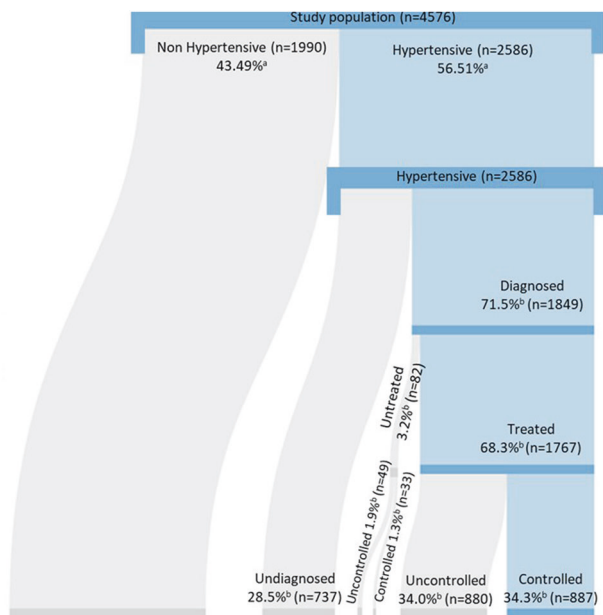 Study population (n=4576)
Non Hypertensive (n=1990)
43.49%ᵃ
Hypertensive (n=2586)
56.51%ᵃ
Hypertensive (n=2586)
Diagnosed
71.5%ᵇ (n=1849)
Untreated
3.2%ᵇ (n=82)
Treated
68.3%ᵇ (n=1767)
Uncontrolled 1.9%ᵇ (n=49)
Controlled 1.3%ᵇ (n=33)
Undiagnosed
28.5%ᵇ (n=737)
Uncontrolled
34.0%ᵇ (n=880)
Controlled
34.3%ᵇ (n=887)